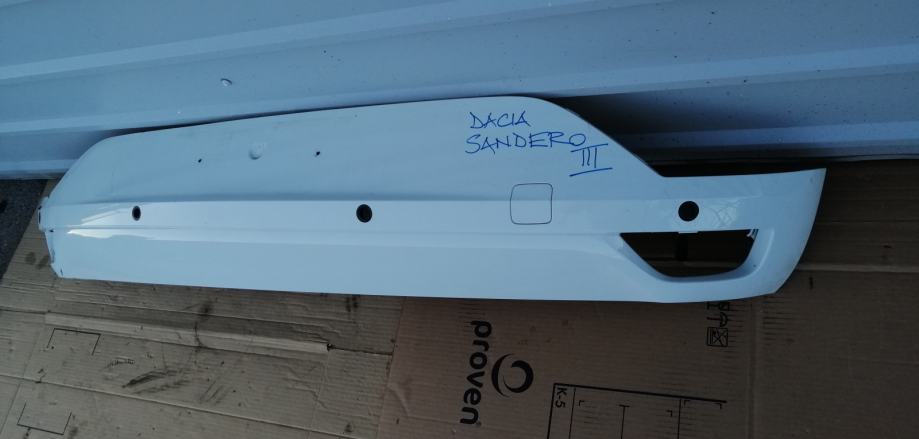 DACIA
SANDERO
III
proven
K-5